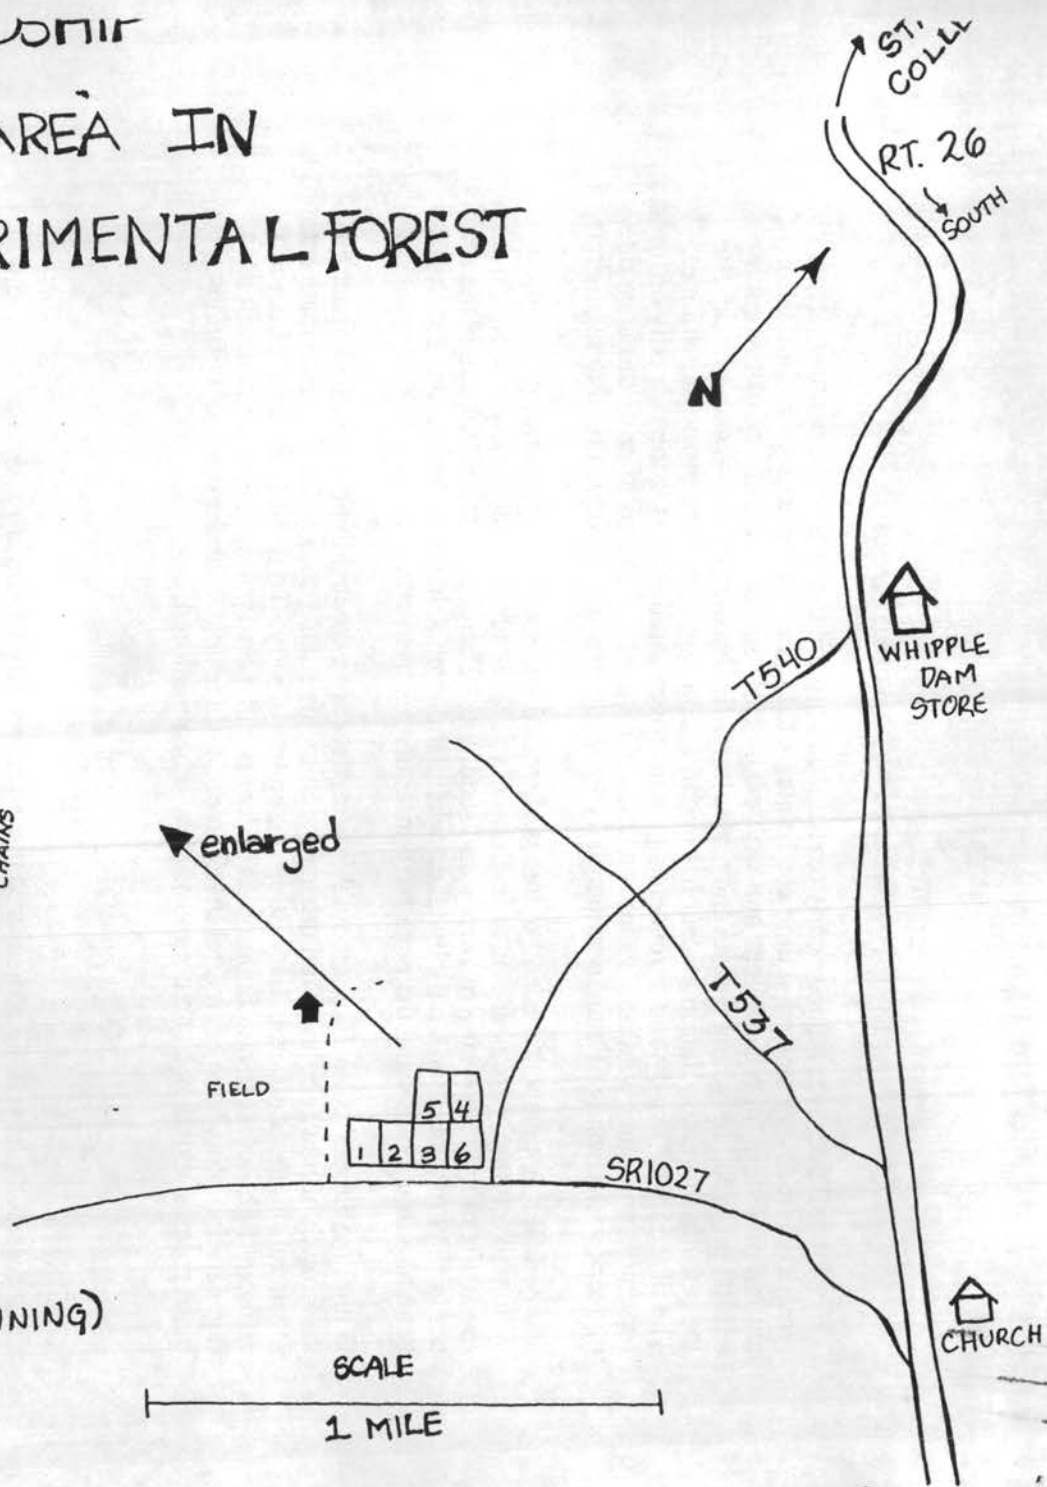 AREA IN
RIMENTAL FOREST
ST.
COLL
RT. 26
SOUTH
N
WHIPPLE
DAM
STORE
T540
CHAINS
enlarged
T537
FIELD
5 4
1 2 3 6
SR1027
NING)
CHURCH
SCALE
1 MILE